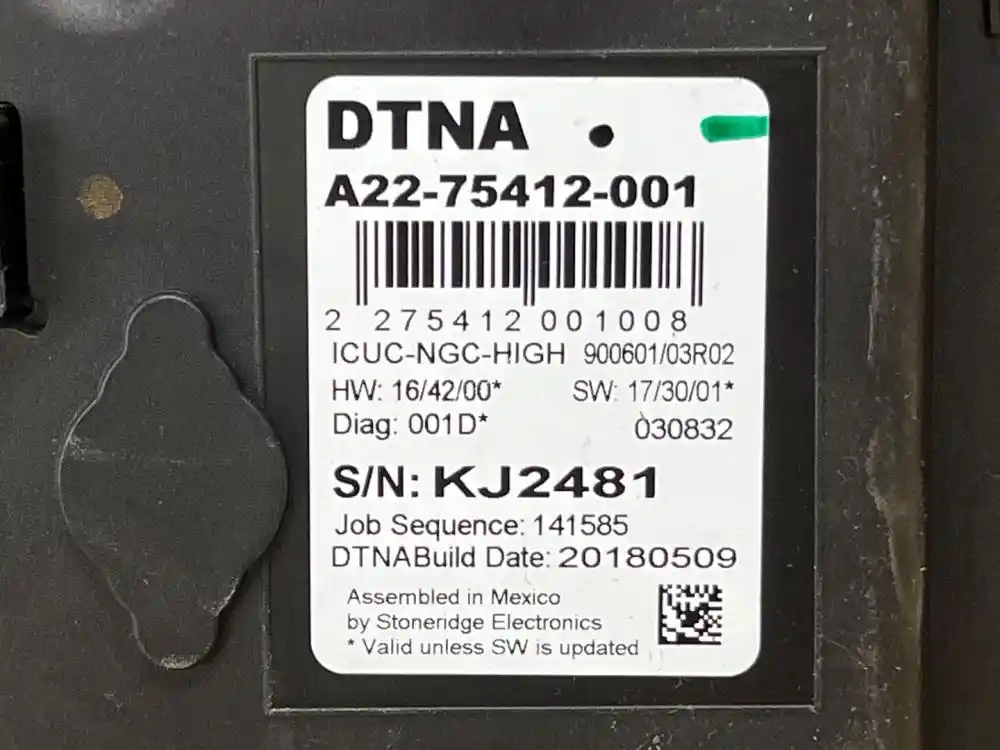 DTNA
A22-75412-001
2 275412 001008
ICUC-NGC-HIGH 900601/03R02
HW: 16/42/00* SW: 17/30/01*
Diag: 001D* 030832
S/N: KJ2481
Job Sequence: 141585
DTNABuild Date: 20180509
Assembled in Mexico
by Stoneridge Electronics
* Valid unless SW is updated